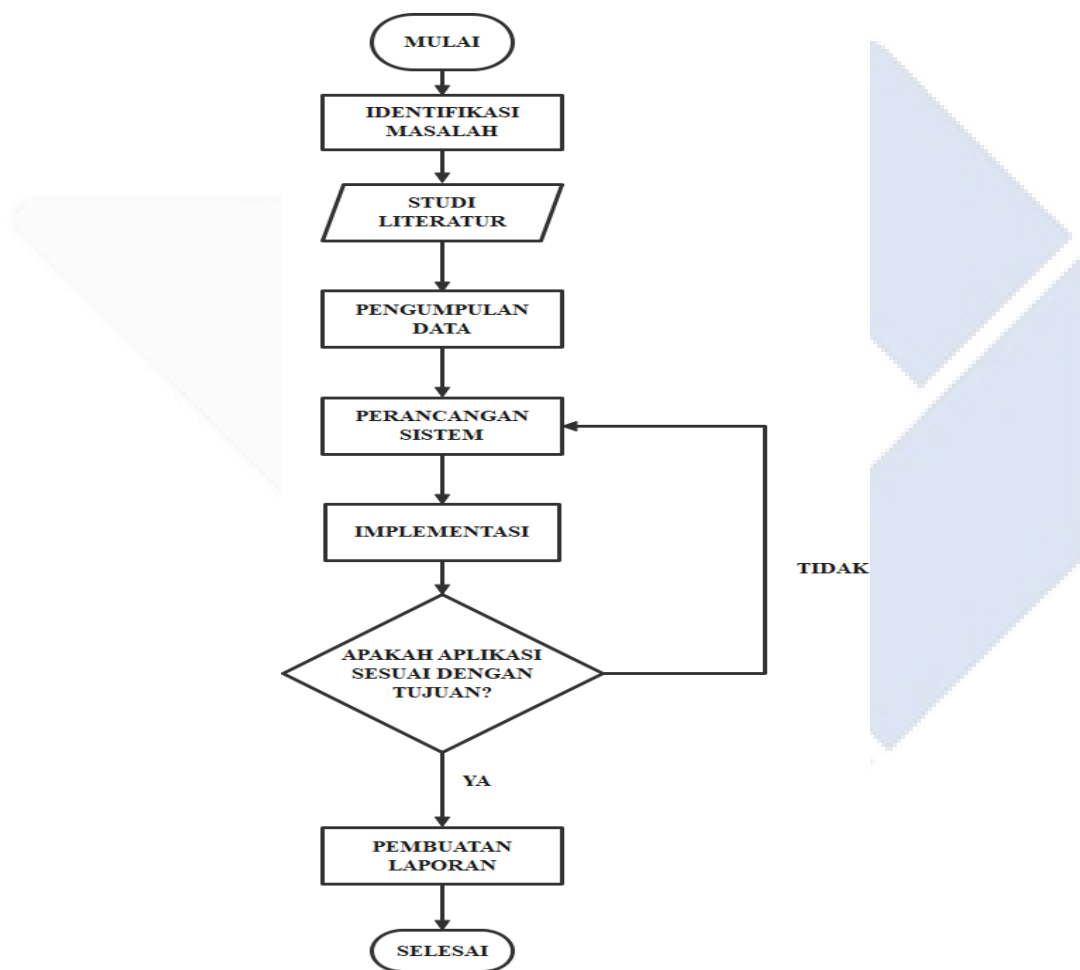 MULAI
IDENTIFIKASI
MASALAH
STUDI
LITERATUR
PENGUMPULAN
DATA
PERANCANGAN
SISTEM
IMPLEMENTASI
TIDAK
APAKAH APLIKASI
SESUAI DENGAN
TUJUAN?
YA
PEMBUATAN
LAPORAN
SELESAI